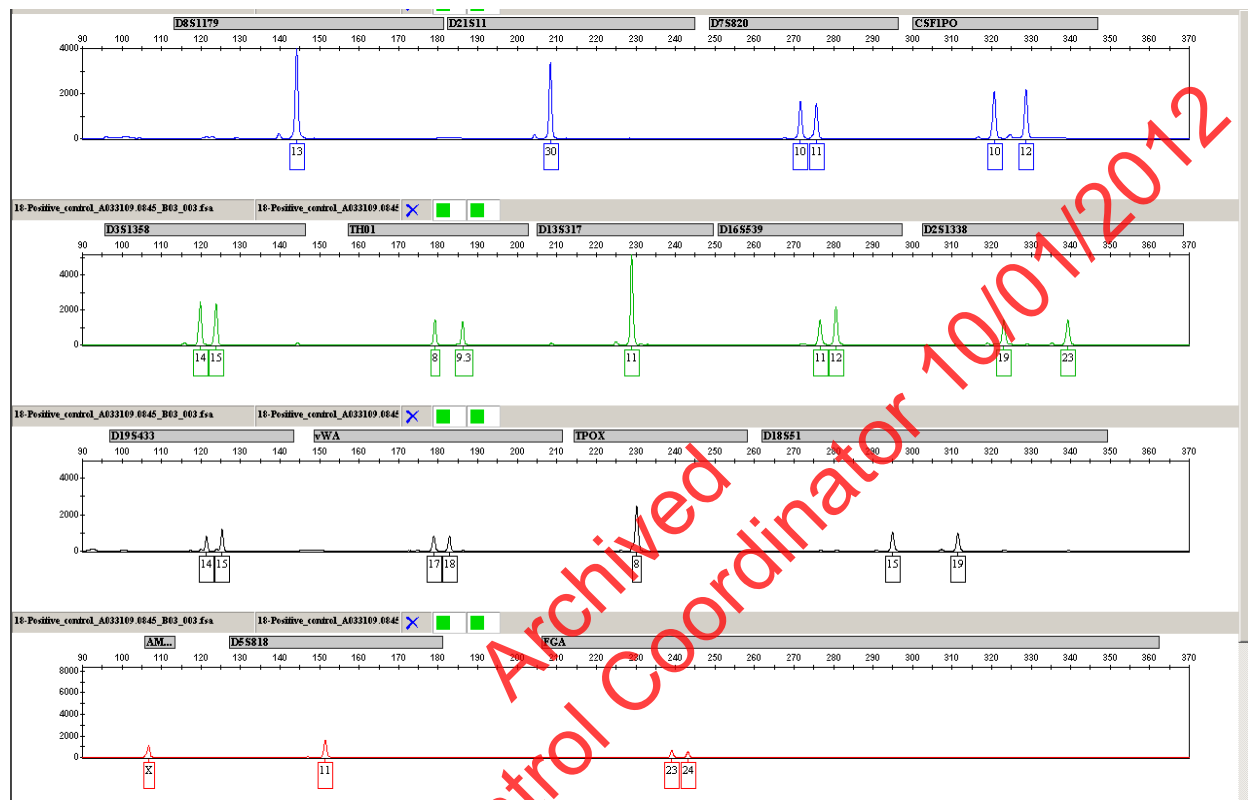 D8S1179 D21S11 D7S820 CSF1PO
90 100 110 120 130 140 150 160 170 180 190 200 210 220 230 240 250 260 270 280 290 300 310 320 330 340 350 360 370
4000
2000
0
13 30 10 11 10 12
18-Positive_control_A033109.0845_B03_003.fsa 18-Positive_control_A033109.0845
D3S1358 TH01 D13S317 D16S539 D2S1338
90 100 110 120 130 140 150 160 170 180 190 200 210 220 230 240 250 260 270 280 290 300 310 320 330 340 350 360 370
4000
2000
0
14 15 8 9.3 11 11 12 19 23
18-Positive_control_A033109.0845_B03_003.fsa 18-Positive_control_A033109.0845
D19S433 vWA TPOX D18S51
90 100 110 120 130 140 150 160 170 180 190 200 210 220 230 240 250 260 270 280 290 300 310 320 330 340 350 360 370
4000
2000
0
14 15 17 18 8 15 19
18-Positive_control_A033109.0845_B03_003.fsa 18-Positive_control_A033109.0845
AM... D5S818 FGA
90 100 110 120 130 140 150 160 170 180 190 200 210 220 230 240 250 260 270 280 290 300 310 320 330 340 350 360 370
8000
6000
4000
2000
0
X 11 23 24
Archived
trol Coordinator 10/01/2012